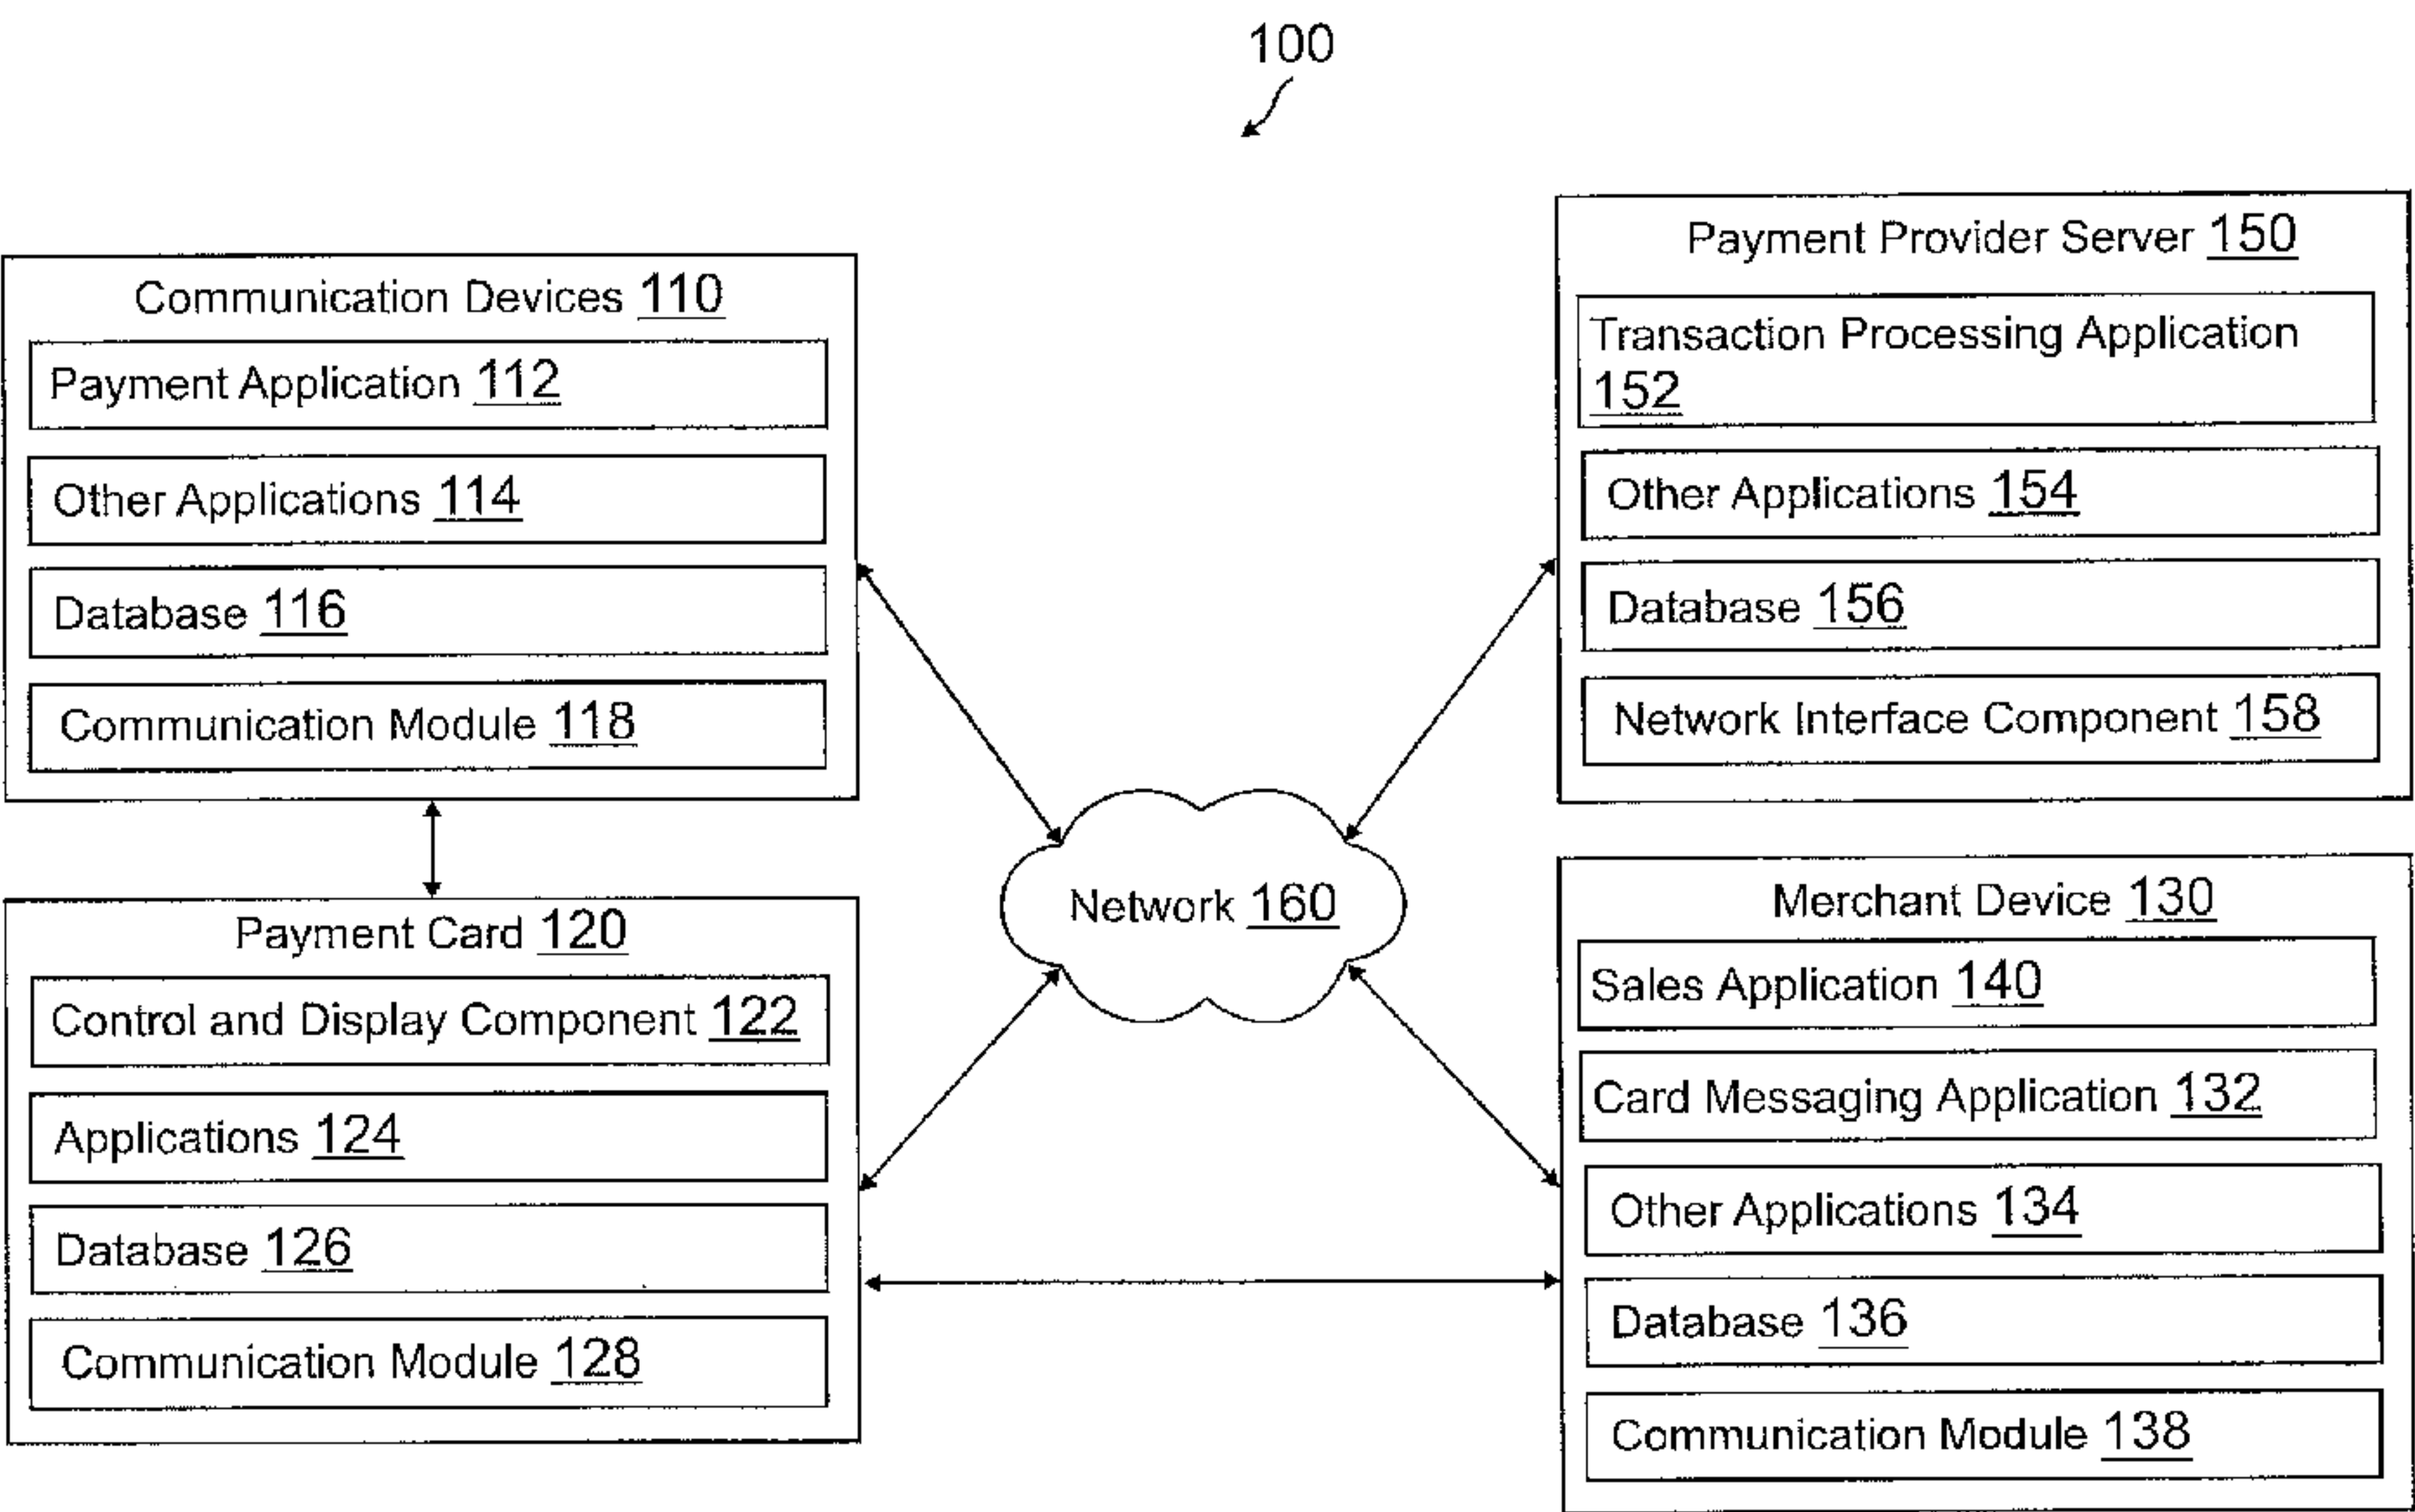 100
Communication Devices 110
Payment Application 112
Other Applications 114
Database 116
Communication Module 118
Payment Card 120
Control and Display Component 122
Applications 124
Database 126
Communication Module 128
Network 160
Payment Provider Server 150
Transaction Processing Application
152
Other Applications 154
Database 156
Network Interface Component 158
Merchant Device 130
Sales Application 140
Card Messaging Application 132
Other Applications 134
Database 136
Communication Module 138